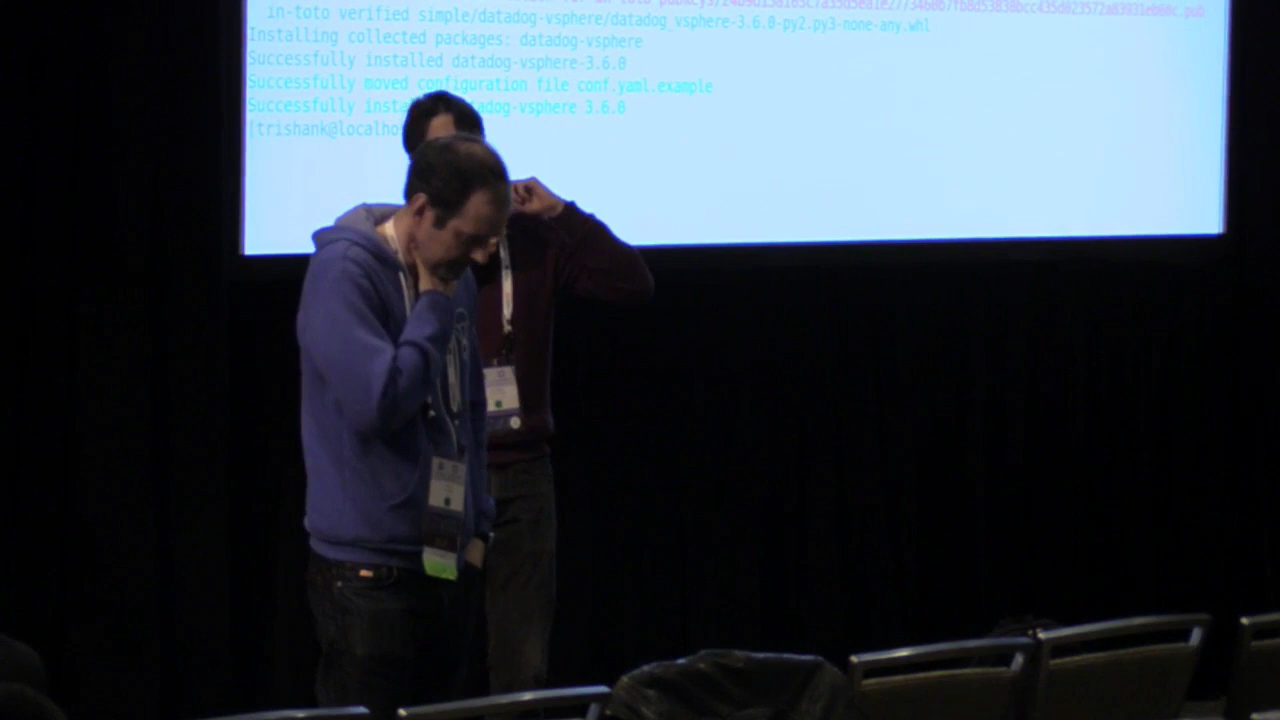 in-toto verified simple/datadog-vsphere/datadog_vsphere-3.6.0-py2.py3-none-any.whl
Installing collected packages: datadog-vsphere
Successfully installed datadog-vsphere-3.6.0
Successfully moved configuration file conf.yaml.example
Successfully adog-vsphere 3.6.0
[trishank@localho